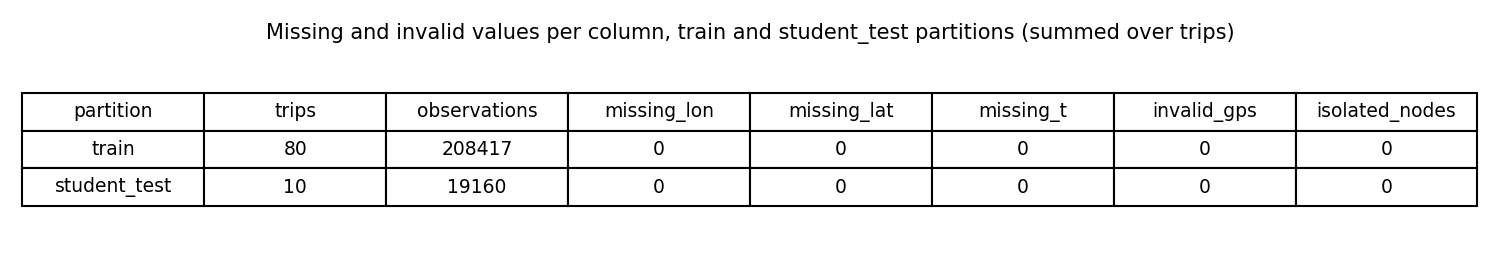 Missing and invalid values per column, train and student_test partitions (summed over trips)
partition trips observations missing_lon missing_lat missing_t invalid_gps isolated_nodes
train 80 208417 0 0 0 0 0
student_test 10 19160 0 0 0 0 0